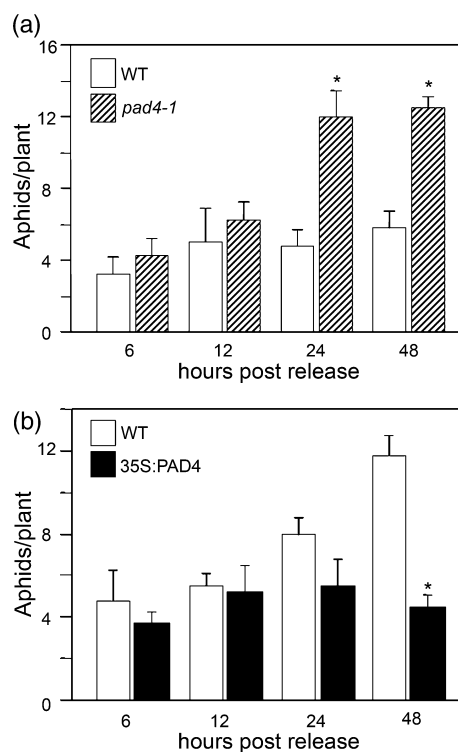 (a)
16
12
8
4
0
Aphids/plant
WT
pad4-1
*
*
6 12 24 48
hours post release
(b)
12
8
4
0
Aphids/plant
WT
35S:PAD4
*
6 12 24 48
hours post release